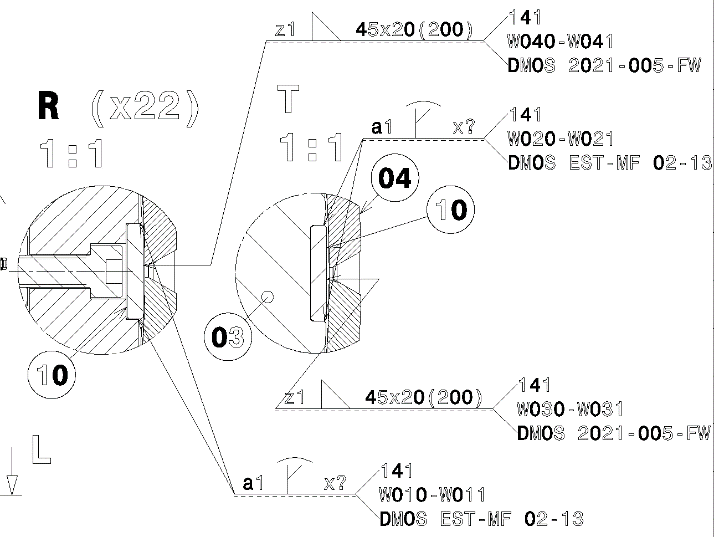 z1 45x20(200) 141
W040-W041
DMOS 2021-005-FW
R (x22)
1:1
T
1:1
a1 x? 141
W020-W021
DMOS EST-MF 02-13
04
10
03
10
z1 45x20(200) 141
W030-W031
DMOS 2021-005-FW
L
a1 x? 141
W010-W011
DMOS EST-MF 02-13